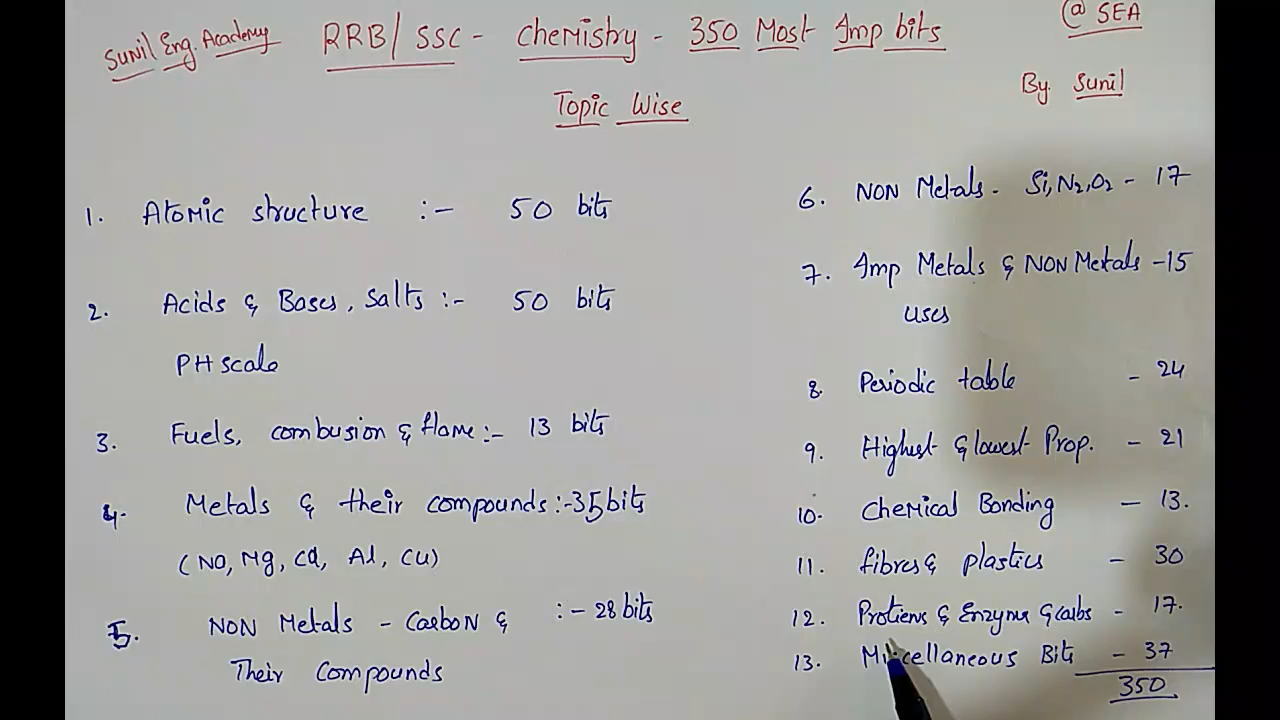 Sunil Eng. Academy
RRB/ SSC - Chemistry - 350 Most Imp bits
@ SEA
By Sunil
Topic Wise
1. Atomic structure :- 50 bits
2. Acids & Bases, Salts :- 50 bits
PH scale
3. Fuels, combusion & flame :- 13 bits
4. Metals & their compounds :- 35 bits
(Na, Mg, Ca, Al, Cu)
5. NON Metals - Carbon & :- 28 bits
Their Compounds
6. NON Metals - Si, N2, O2 - 17
7. Imp Metals & NON Metals - 15
uses
8. Periodic table - 24
9. Highest & lowest Prop. - 21
10. Chemical Bonding - 13.
11. fibres & plastics - 30
12. Protiens & Enzyme & carbs - 17.
13. Miscellaneous Bits - 37
350